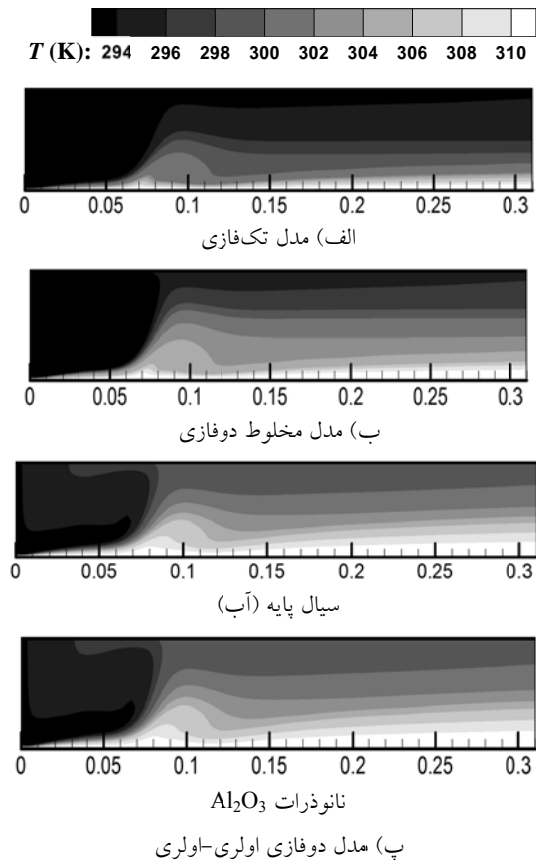 T (K): 294 296 298 300 302 304 306 308 310
0 0.05 0.1 0.15 0.2 0.25 0.3
الف) مدل تک‌فازی
0 0.05 0.1 0.15 0.2 0.25 0.3
ب) مدل مخلوط دوفازی
0 0.05 0.1 0.15 0.2 0.25 0.3
سیال پایه (آب)
0 0.05 0.1 0.15 0.2 0.25 0.3
نانوذرات Al₂O₃
پ) مدل دوفازی اولری-اولری